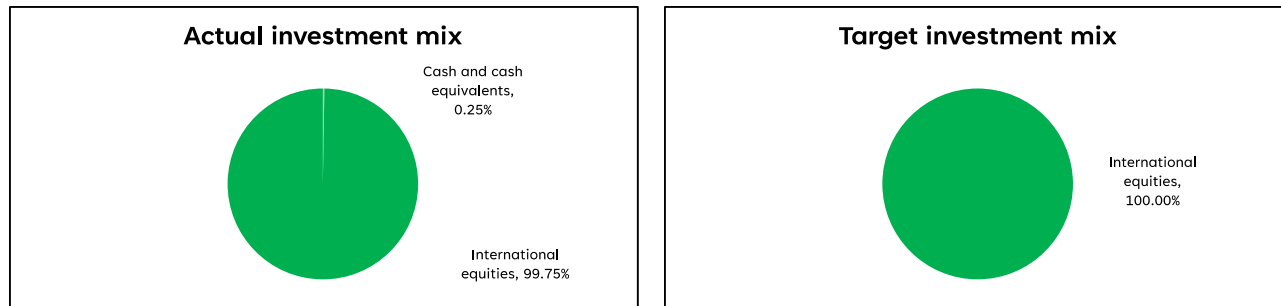 Actual investment mix
Cash and cash
equivalents,
0.25%
International
equities, 99.75%
Target investment mix
International
equities,
100.00%